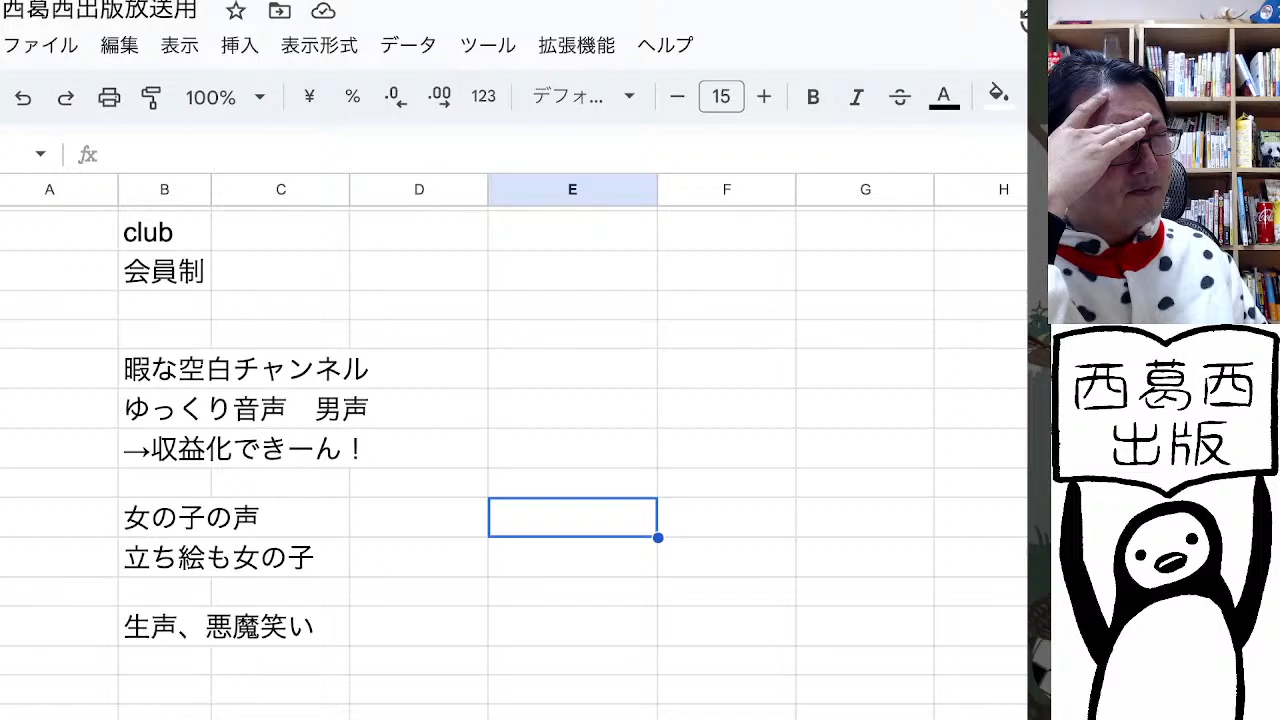 西葛西出版放送用
ファイル 編集 表示 挿入 表示形式 データ ツール 拡張機能 ヘルプ
100% ¥ % .0 .00 123 デフォ... 15 B I S A
fx
A B C D E F G H
club
会員制
暇な空白チャンネル
ゆっくり音声　男声
→収益化できーん！
女の子の声
立ち絵も女の子
生声、悪魔笑い
西葛西
出版